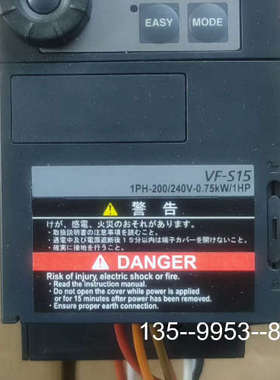 EASY
MODE
VF-S15
1PH-200/240V-0.75kW/1HP
警告
けが、感電、火災のおそれがあります。
・取扱説明書の注意事項を読むこと。
・通電中及び電源遮断後15分以内は端子カバーを開けないこと。
・確実に接地を行うこと。
DANGER
Risk of injury, electric shock or fire.
・Read the instruction manual.
・Do not open the cover while power is applied
or for 15 minutes after power has been removed.
・Ensure proper earth connection.
135--9953--8